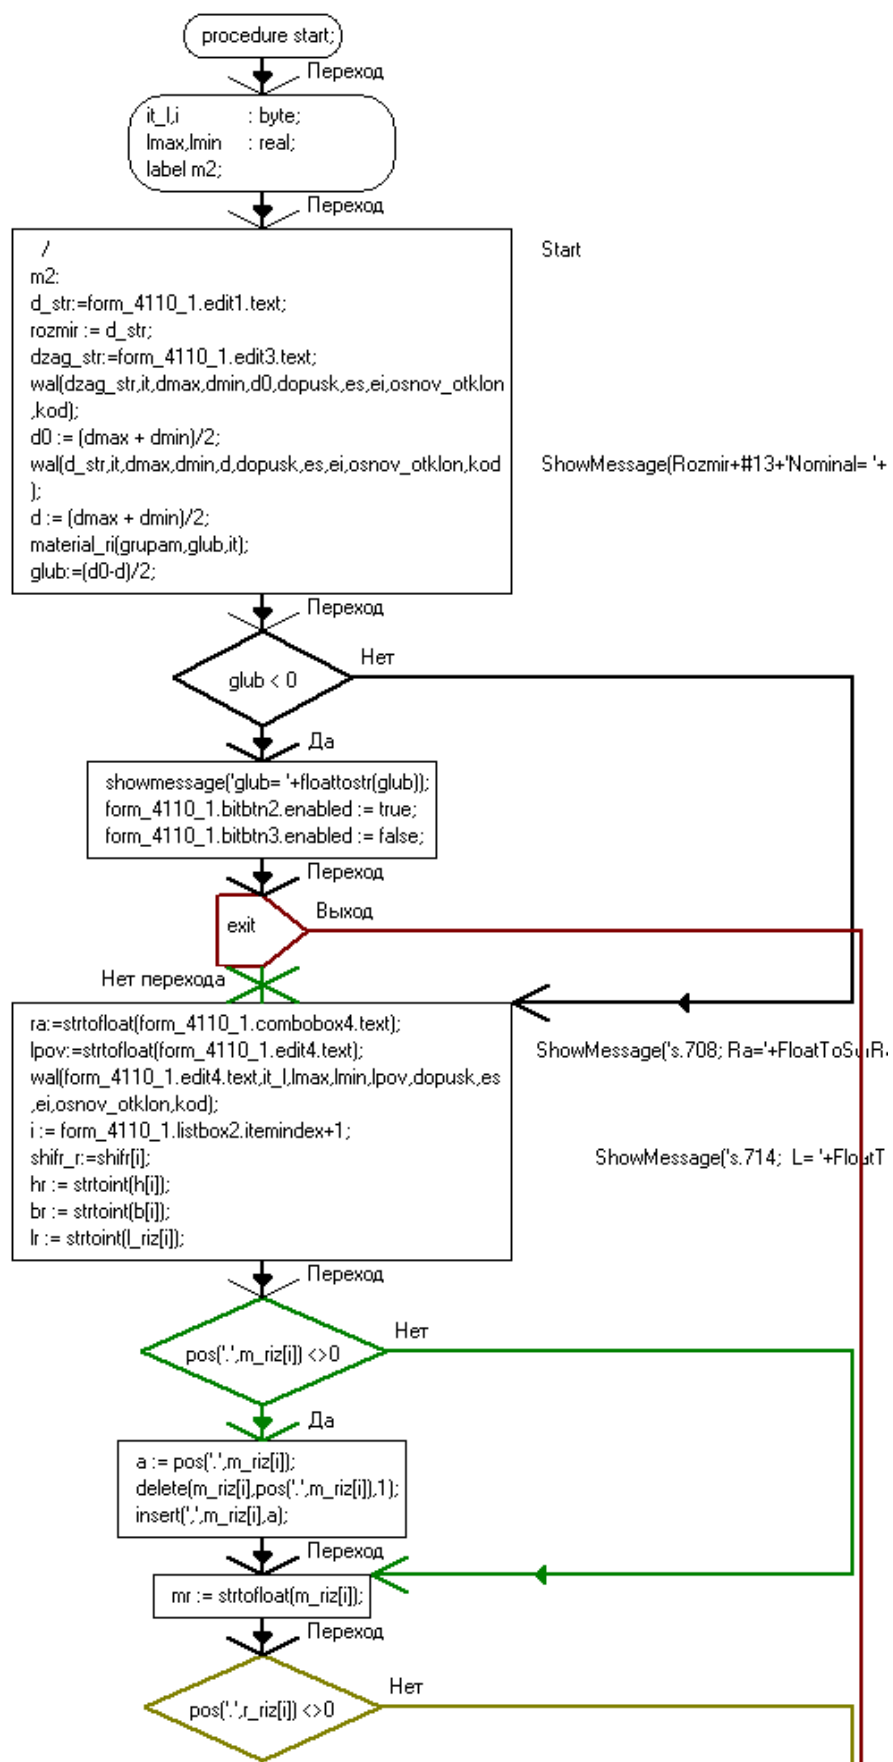 procedure start;
Переход
it_l,i : byte;
lmax,lmin : real;
label m2;
Переход
/
Start
m2:
d_str:=form_4110_1.edit1.text;
rozmir := d_str;
dzag_str:=form_4110_1.edit3.text;
wal(dzag_str,it,dmax,dmin,d0,dopusk,es,ei,osnov_otklon
,kod);
d0 := (dmax + dmin)/2;
wal(d_str,it,dmax,dmin,d,dopusk,es,ei,osnov_otklon,kod
ShowMessage(Rozmir+#13+'Nominal= '+
);
d := (dmax + dmin)/2;
material_ri(grupam,glub,it);
glub:=(d0-d)/2;
Переход
Нет
glub < 0
Да
showmessage('glub= '+floattostr(glub));
form_4110_1.bitbtn2.enabled := true;
form_4110_1.bitbtn3.enabled := false;
Переход
Выход
exit
Нет перехода
ra:=strtofloat(form_4110_1.combobox4.text);
lpov:=strtofloat(form_4110_1.edit4.text);
ShowMessage('s.708; Ra='+FloatToS
wal(form_4110_1.edit4.text,it_l,lmax,lmin,lpov,dopusk,es
,ei,osnov_otklon,kod);
i := form_4110_1.listbox2.itemindex+1;
shifr_r:=shifr[i];
ShowMessage('s.714; L= '+FloatT
hr := strtoint(h[i]);
br := strtoint(b[i]);
lr := strtoint(l_riz[i]);
Переход
Нет
pos('.',m_riz[i]) <>0
Да
a := pos('.',m_riz[i]);
delete(m_riz[i],pos('.',m_riz[i]),1);
insert(',',m_riz[i],a);
Переход
mr := strtofloat(m_riz[i]);
Переход
Нет
pos('.',r_riz[i]) <>0